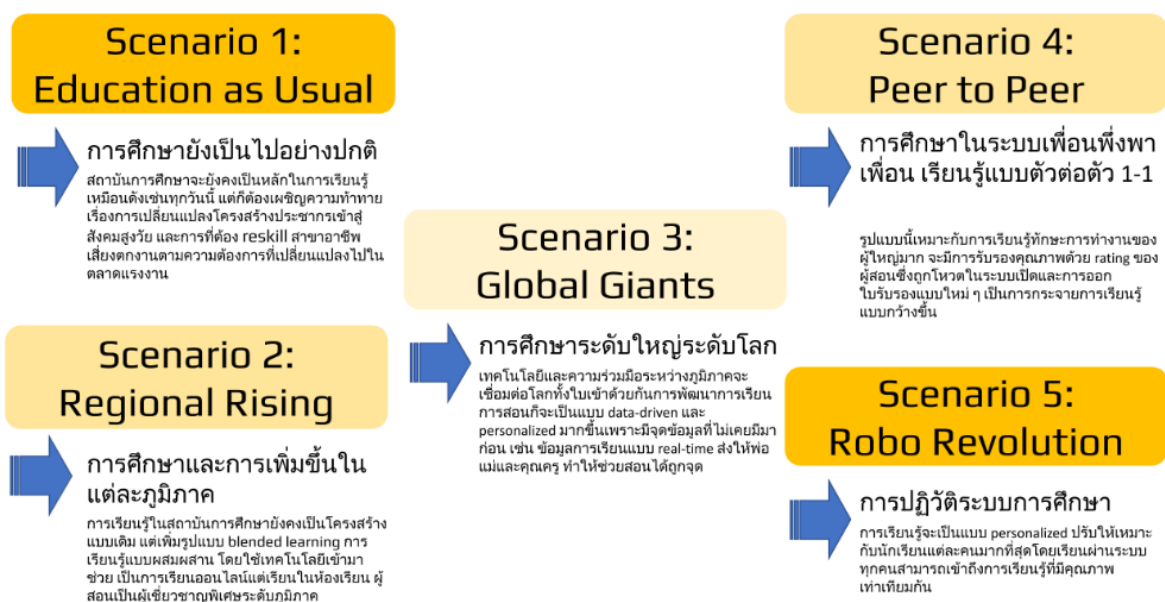 Scenario 1:
Education as Usual
การศึกษายังเป็นไปอย่างปกติ
สถาบันการศึกษาจะยังคงเป็นหลักในการเรียนรู้
เหมือนดังเช่นทุกวันนี้ แต่ก็ต้องเผชิญความท้าทาย
เรื่องการเปลี่ยนแปลงโครงสร้างประชากรเข้าสู่
สังคมสูงวัย และการที่ต้อง reskill สาขาอาชีพ
เสี่ยงตกงานตามความต้องการที่เปลี่ยนแปลงไปใน
ตลาดแรงงาน
Scenario 2:
Regional Rising
การศึกษาและการเพิ่มขึ้นใน
แต่ละภูมิภาค
การเรียนรู้ในสถาบันการศึกษายังคงเป็นโครงสร้าง
แบบเดิม แต่เพิ่มรูปแบบ blended learning การ
เรียนรู้แบบผสมผสาน โดยใช้เทคโนโลยีเข้ามา
ช่วย เป็นการเรียนออนไลน์แต่เรียนในห้องเรียน ผู้
สอนเป็นผู้เชี่ยวชาญพิเศษระดับภูมิภาค
Scenario 3:
Global Giants
การศึกษาระดับใหญ่ระดับโลก
เทคโนโลยีและความร่วมมือระหว่างภูมิภาคจะ
เชื่อมต่อโลกทั้งใบเข้าด้วยกันการพัฒนาการเรียน
การสอนก็จะเป็นแบบ data-driven และ
personalized มากขึ้นเพราะมีจุดข้อมูลที่ไม่เคยมีมา
ก่อน เช่น ข้อมูลการเรียนแบบ real-time ส่งให้พ่อ
แม่และคุณครู ทำให้ช่วยสอนได้ถูกจุด
Scenario 4:
Peer to Peer
การศึกษาในระบบเพื่อนพึ่งพา
เพื่อน เรียนรู้แบบตัวต่อตัว 1-1
รูปแบบนี้เหมาะกับการเรียนรู้ทักษะการทำงานของ
ผู้ใหญ่มาก จะมีการรับรองคุณภาพด้วย rating ของ
ผู้สอนซึ่งถูกโหวตในระบบเปิดและการออก
ใบรับรองแบบใหม่ ๆ เป็นการกระจายการเรียนรู้
แบบกว้างขึ้น
Scenario 5:
Robo Revolution
การปฏิวัติระบบการศึกษา
การเรียนรู้จะเป็นแบบ personalized ปรับให้เหมาะ
กับนักเรียนแต่ละคนมากที่สุดโดยเรียนผ่านระบบ
ทุกคนสามารถเข้าถึงการเรียนรู้ที่มีคุณภาพ
เท่าเทียมกัน